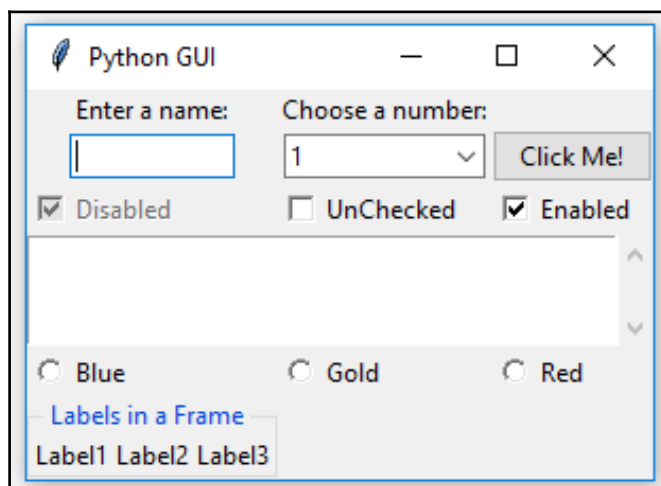 Python GUI
Enter a name: Choose a number:
1 Click Me!
Disabled UnChecked Enabled
Blue Gold Red
Labels in a Frame
Label1 Label2 Label3